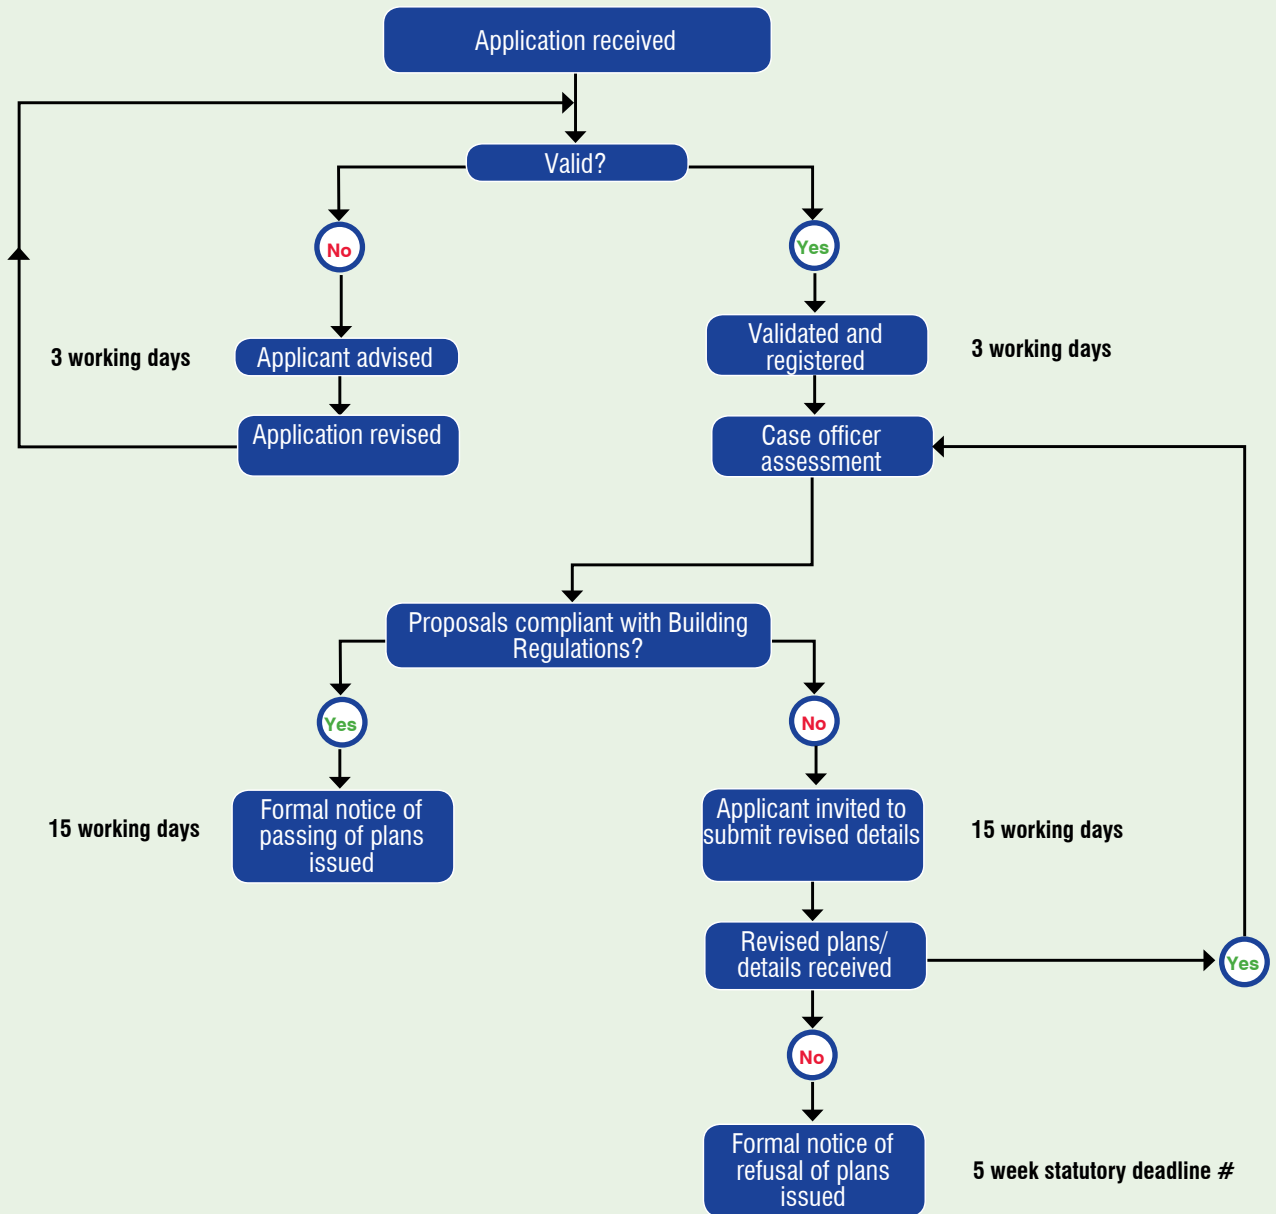 Application received
Valid?
No
Yes
3 working days
Applicant advised
Validated and
registered
3 working days
Application revised
Case officer
assessment
Proposals compliant with Building
Regulations?
Yes
No
15 working days
Formal notice of
passing of plans
issued
Applicant invited to
submit revised details
15 working days
Revised plans/
details received
Yes
No
Formal notice of
refusal of plans
issued
5 week statutory deadline #